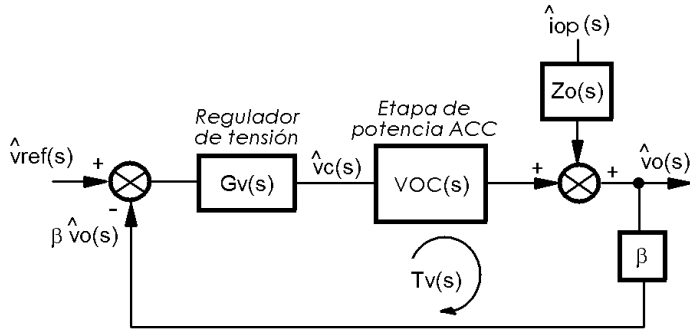 ^
iop (s)
Zo(s)
Regulador
de tensión
Etapa de
potencia ACC
^
vref(s)
+
Gv(s)
^
vc(s)
VOC(s)
+
+
^
vo(s)
-
^
β vo(s)
Tv(s)
β